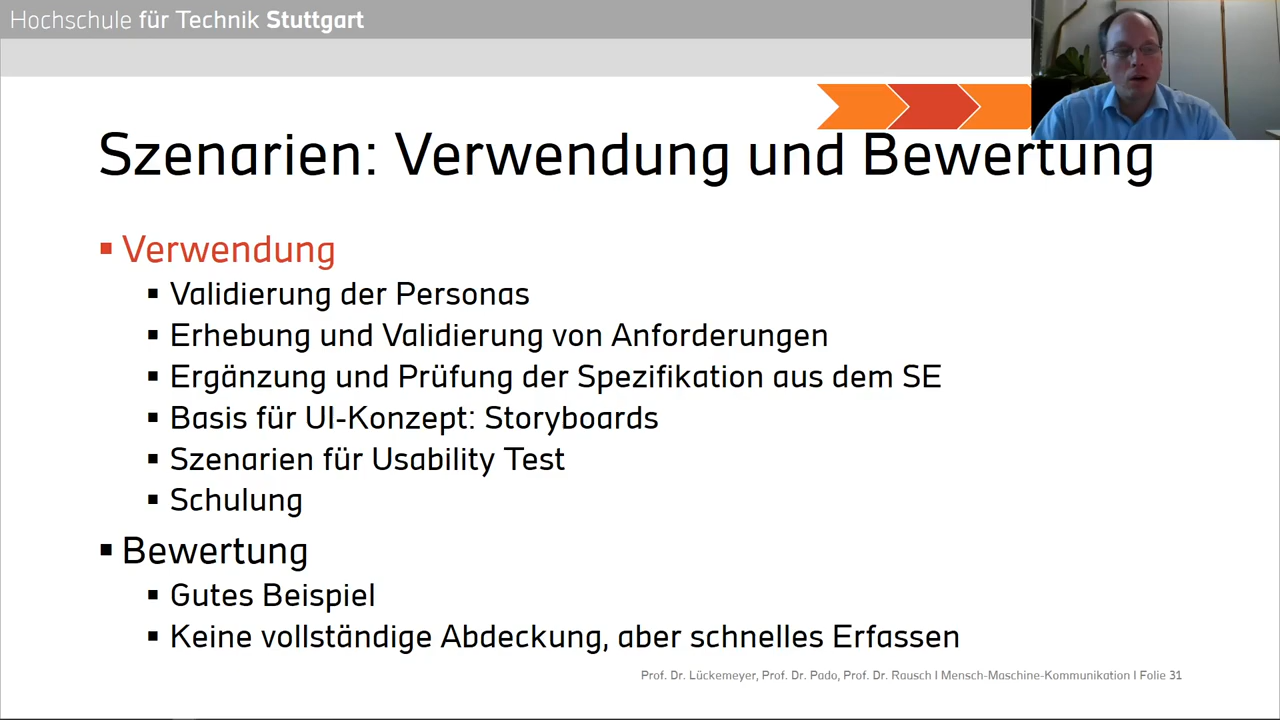 Hochschule für Technik Stuttgart
Szenarien: Verwendung und Bewertung
Verwendung
Validierung der Personas
Erhebung und Validierung von Anforderungen
Ergänzung und Prüfung der Spezifikation aus dem SE
Basis für UI-Konzept: Storyboards
Szenarien für Usability Test
Schulung
Bewertung
Gutes Beispiel
Keine vollständige Abdeckung, aber schnelles Erfassen
Prof. Dr. Lückemeyer, Prof. Dr. Pado, Prof. Dr. Rausch I Mensch-Maschine-Kommunikation I Folie 31